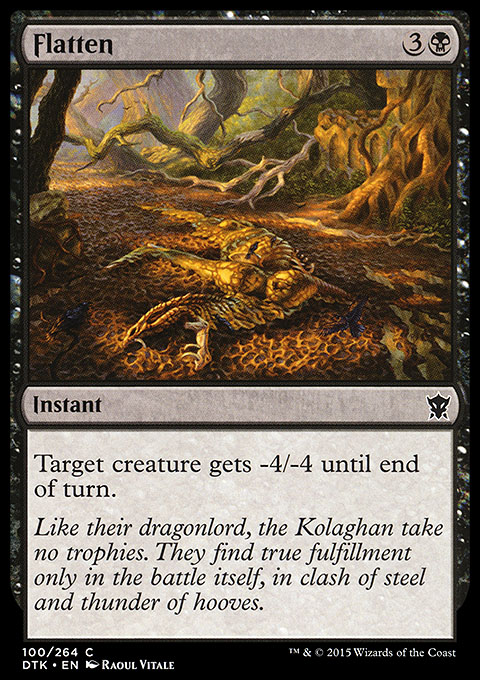 Flatten 3
Instant
Target creature gets -4/-4 until end
of turn.
Like their dragonlord, the Kolaghan take
no trophies. They find true fulfillment
only in the battle itself, in clash of steel
and thunder of hooves.
100/264 C
DTK • EN Raoul Vitale
™ & © 2015 Wizards of the Coast